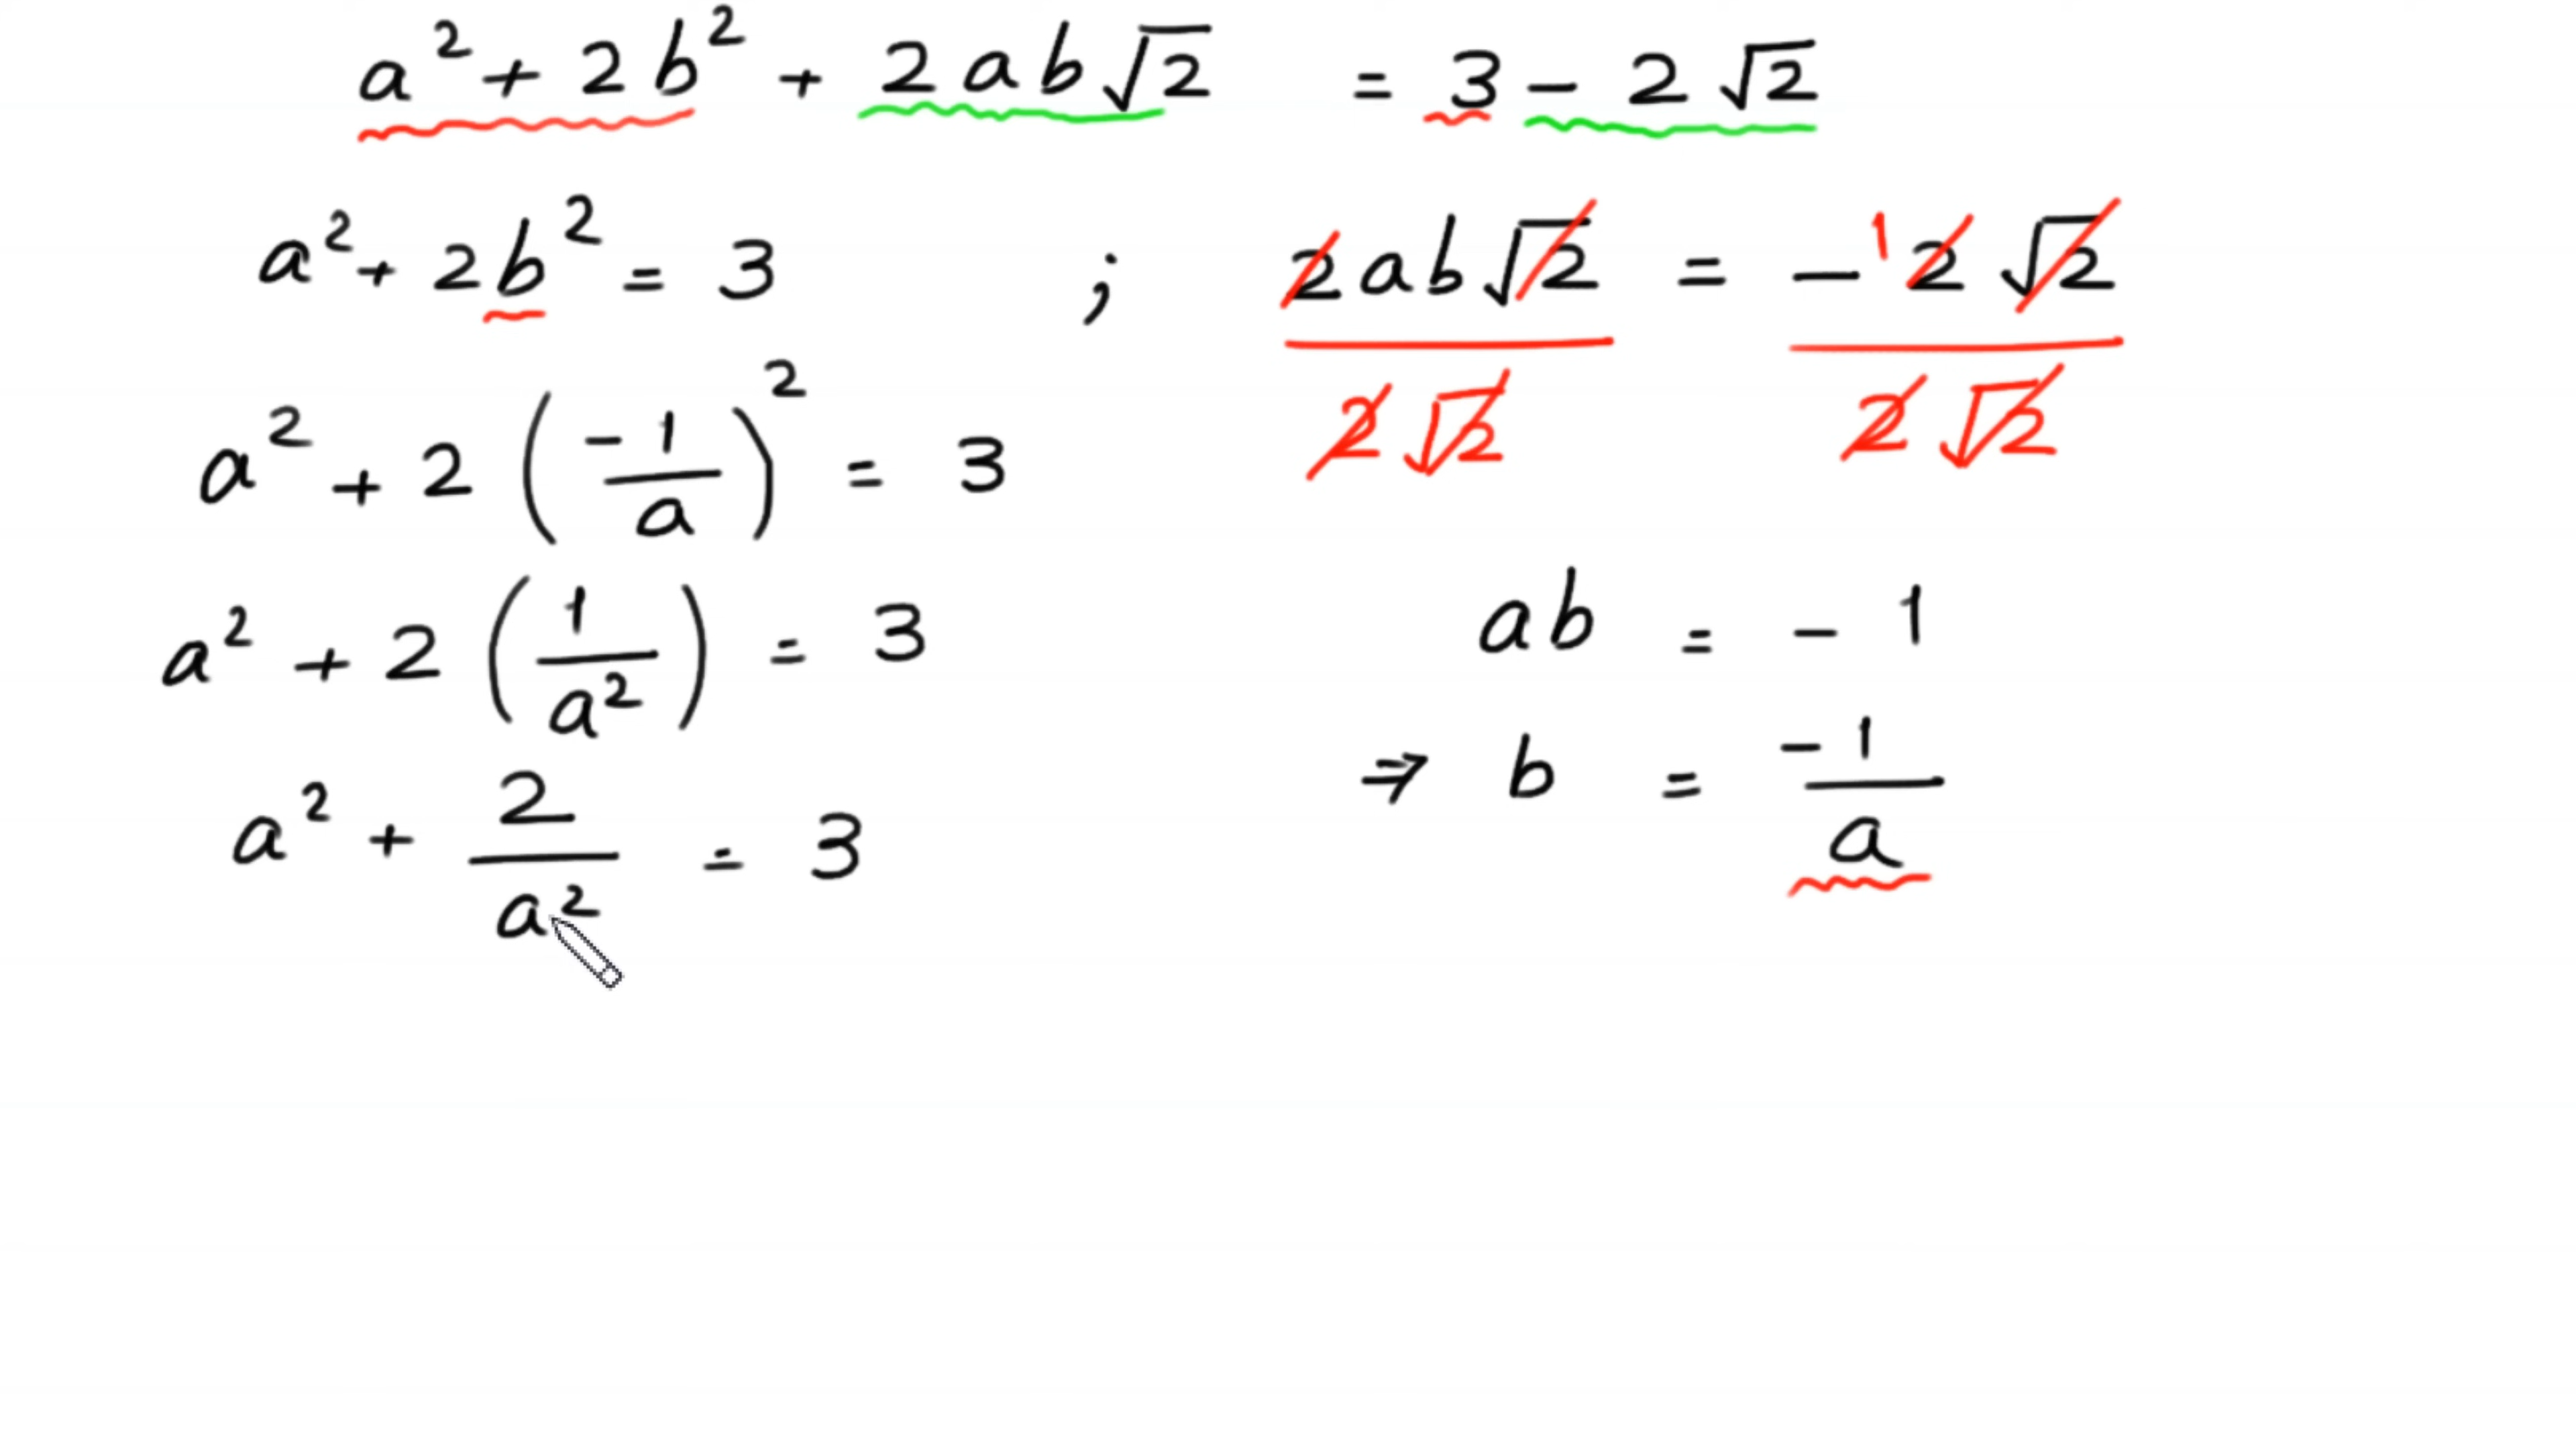 a² + 2b² + 2ab√2 = 3 - 2√2
a² + 2b² = 3 ; 2ab√2 = -1 2√2
2√2 2√2
a² + 2(-1/a)² = 3
a² + 2(1/a²) = 3 ab = -1
a² + 2/a² = 3 ⇒ b = -1/a